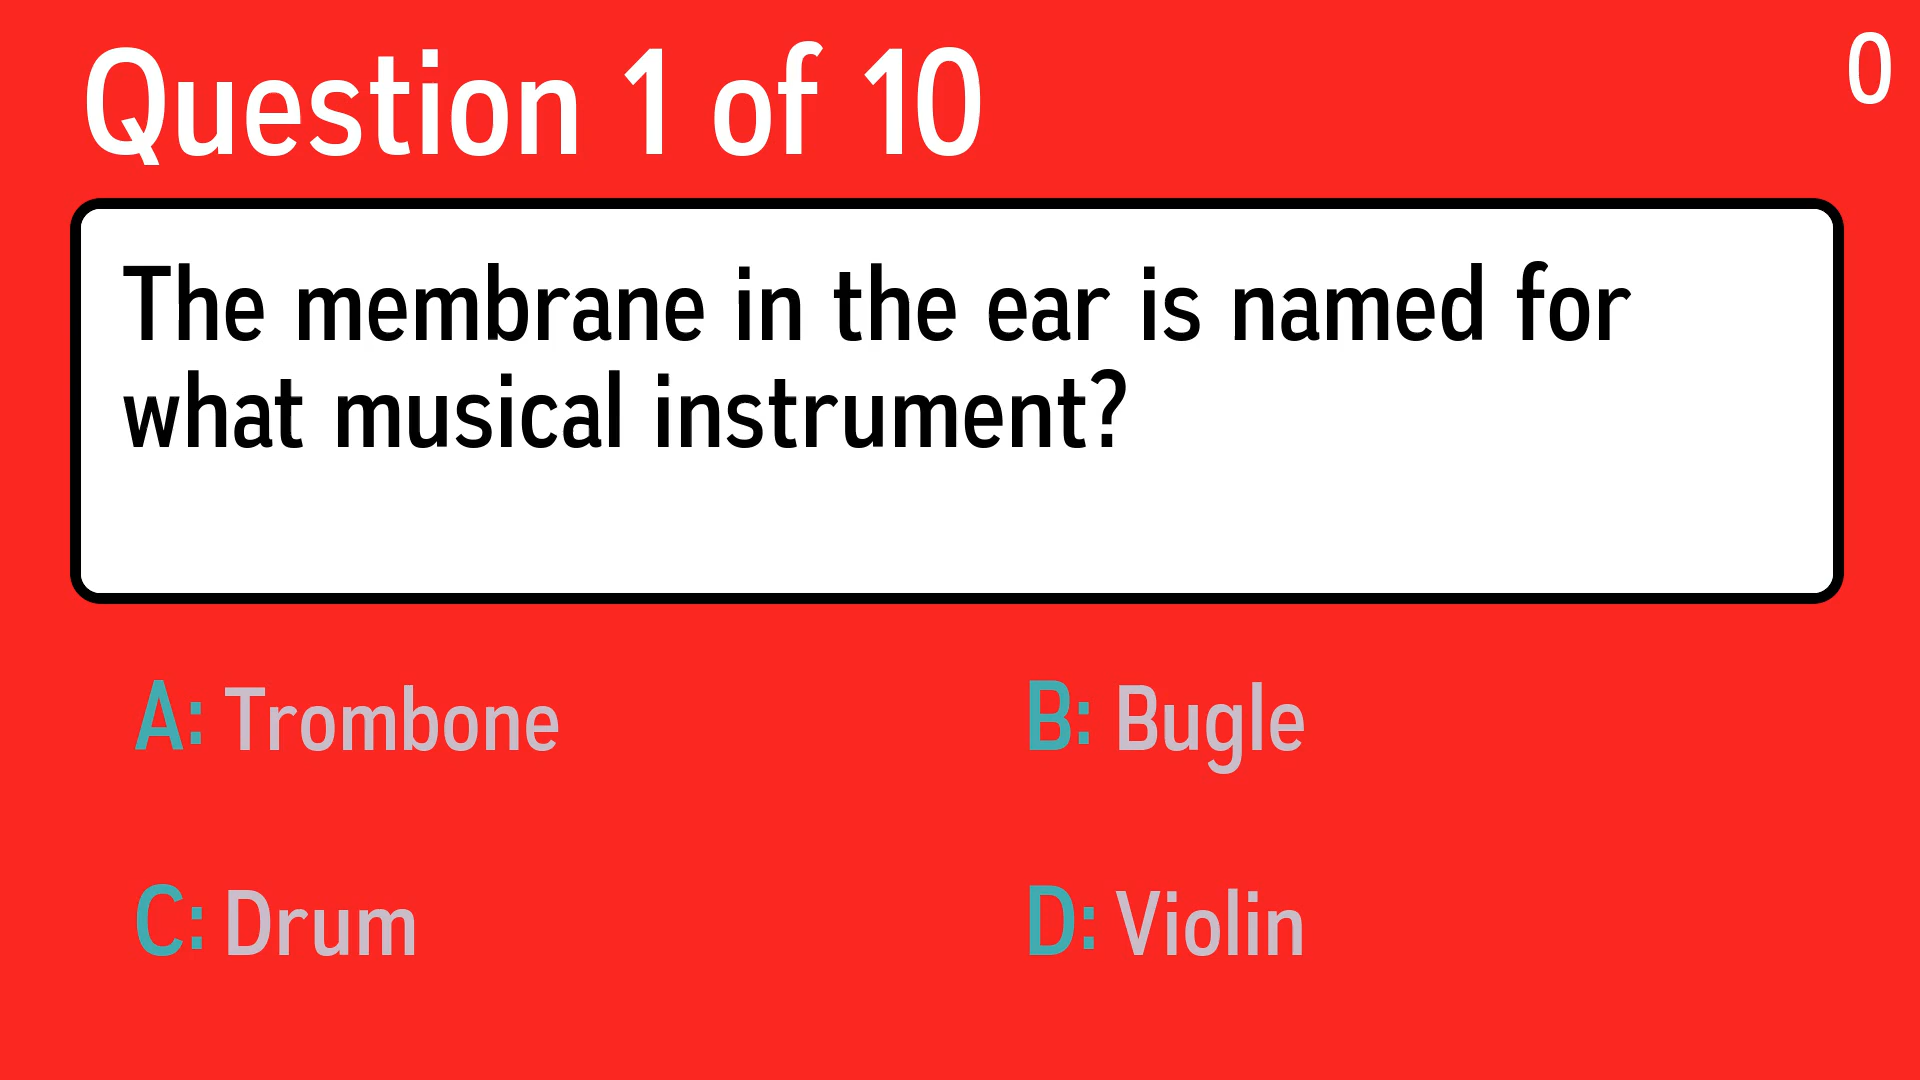 Question 1 of 10
0
The membrane in the ear is named for
what musical instrument?
A: Trombone
B: Bugle
C: Drum
D: Violin